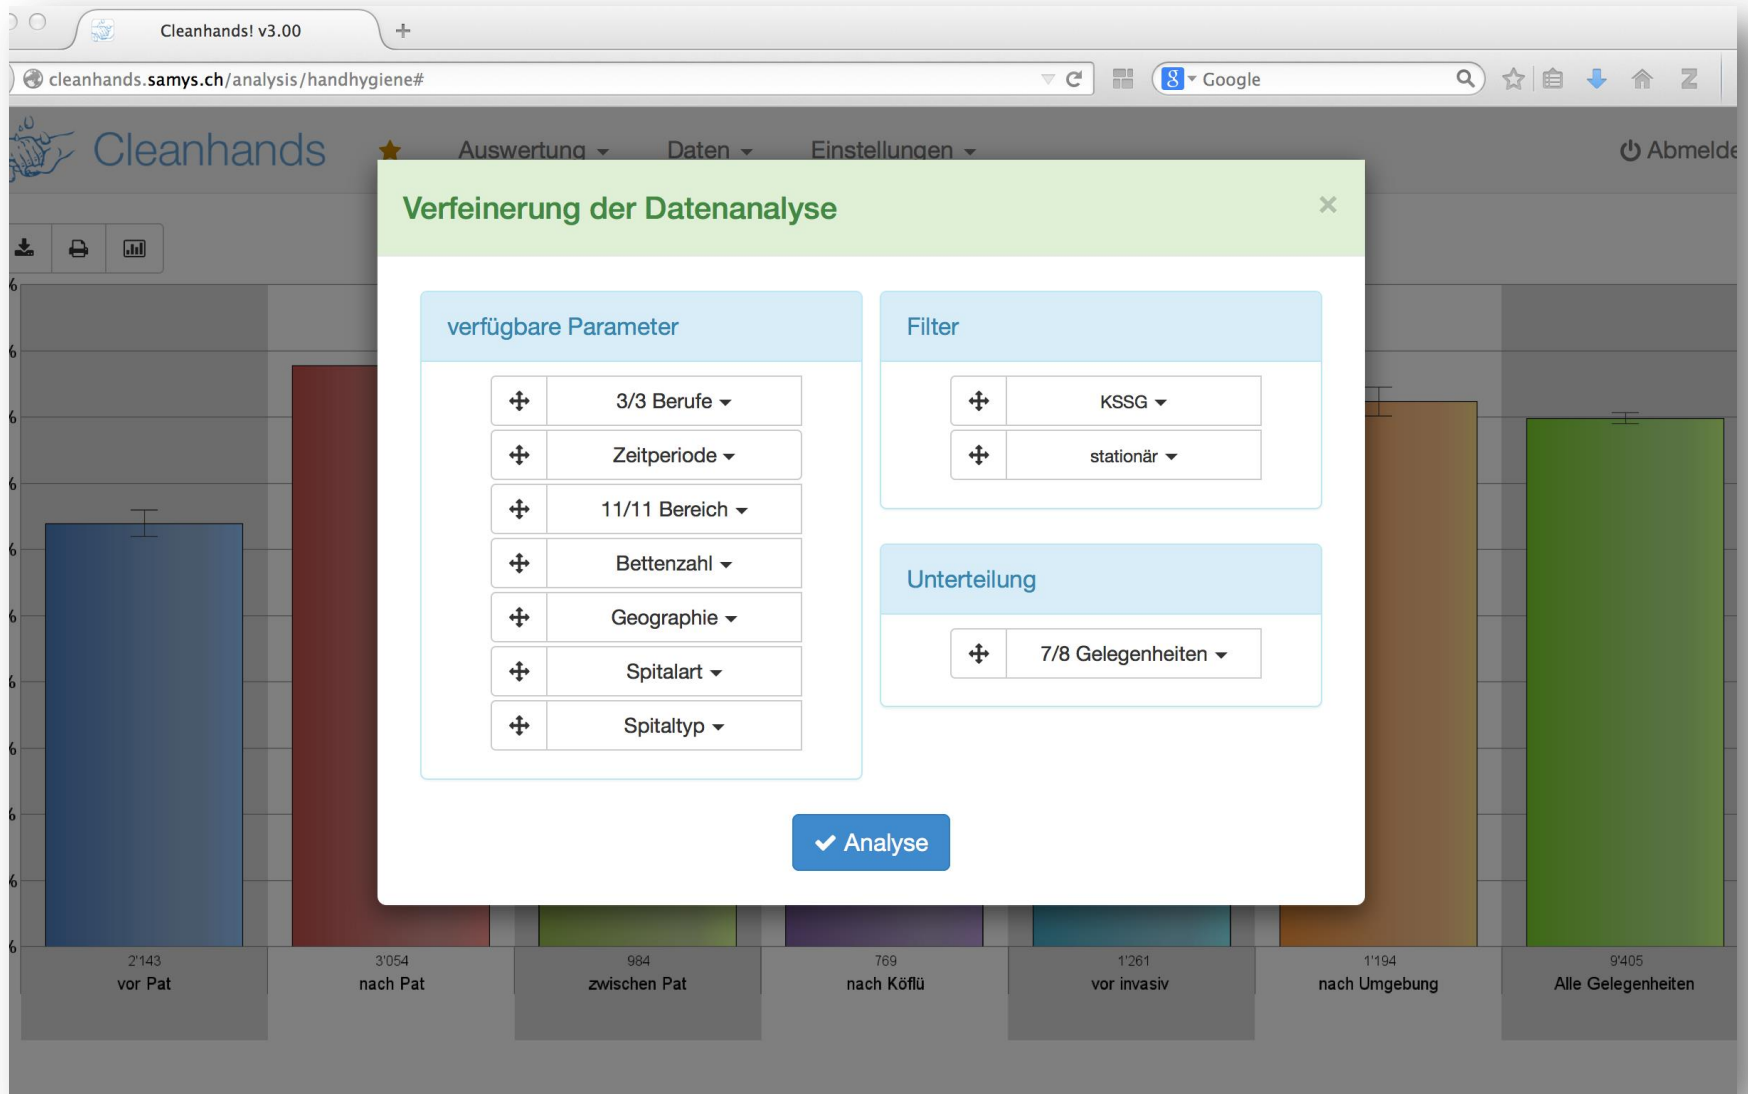 Cleanhands! v3.00
cleanhands.samys.ch/analysis/handhygiene#
Google
Cleanhands
Auswertung
Daten
Einstellungen
Abmelde
Verfeinerung der Datenanalyse
verfügbare Parameter
3/3 Berufe
Zeitperiode
11/11 Bereich
Bettenzahl
Geographie
Spitalart
Spitaltyp
Filter
KSSG
stationär
Unterteilung
7/8 Gelegenheiten
Analyse
%
%
%
%
%
%
%
%
%
%
%
2'143
vor Pat
3'054
nach Pat
984
zwischen Pat
769
nach Köflü
1'261
vor invasiv
1'194
nach Umgebung
9'405
Alle Gelegenheiten